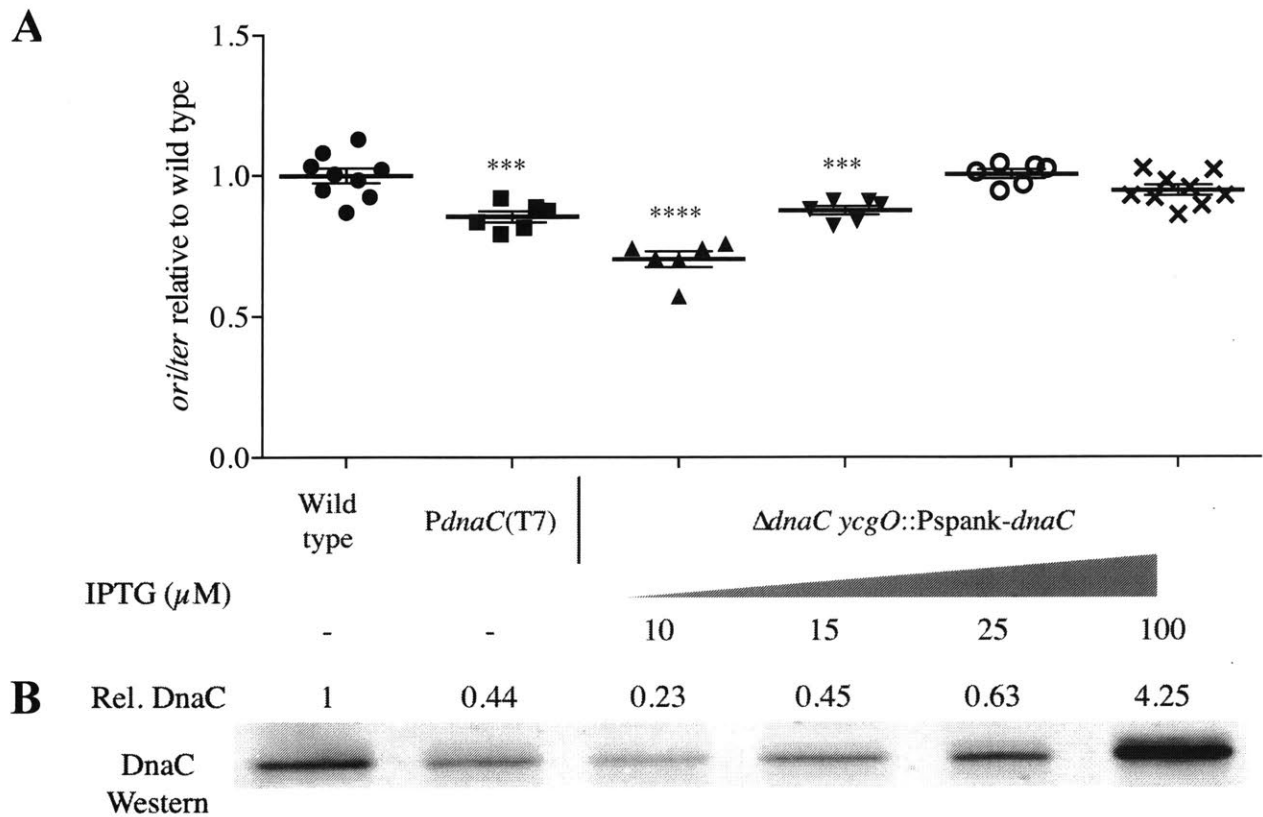 A
1.5
1.0
0.5
0.0
ori/ter relative to wild type
***
****
***
Wild type
PdnaC(T7)
ΔdnaC ycgO::Pspank-dnaC
IPTG (μM)
- - 10 15 25 100
B
Rel. DnaC 1 0.44 0.23 0.45 0.63 4.25
DnaC
Western